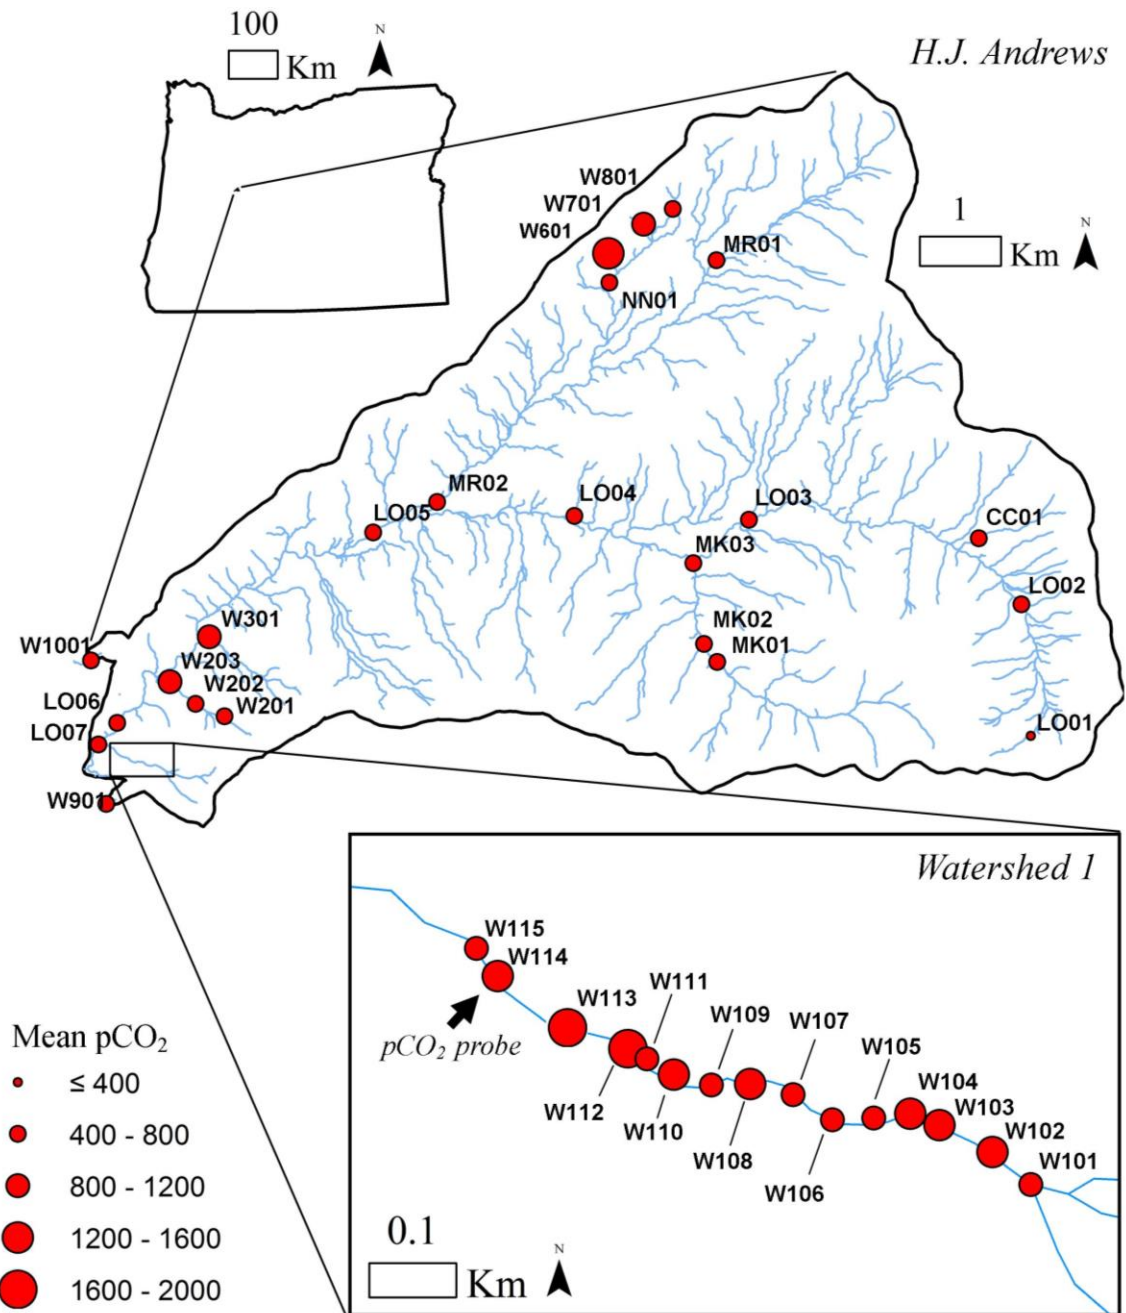 100
Km
N
H.J. Andrews
W801
W701
W601
MR01
NN01
1
Km
N
MR02
LO04
LO03
LO05
CC01
MK03
LO02
W301
MK02
W1001
MK01
W203
W202
LO06
W201
LO07
LO01
W901
Watershed 1
W115
W114
W111
W113
W109
W107
pCO₂ probe
W105
W104
W103
W112
W110
W102
W108
W101
W106
0.1
Km
N
Mean pCO₂
≤ 400
400 - 800
800 - 1200
1200 - 1600
1600 - 2000